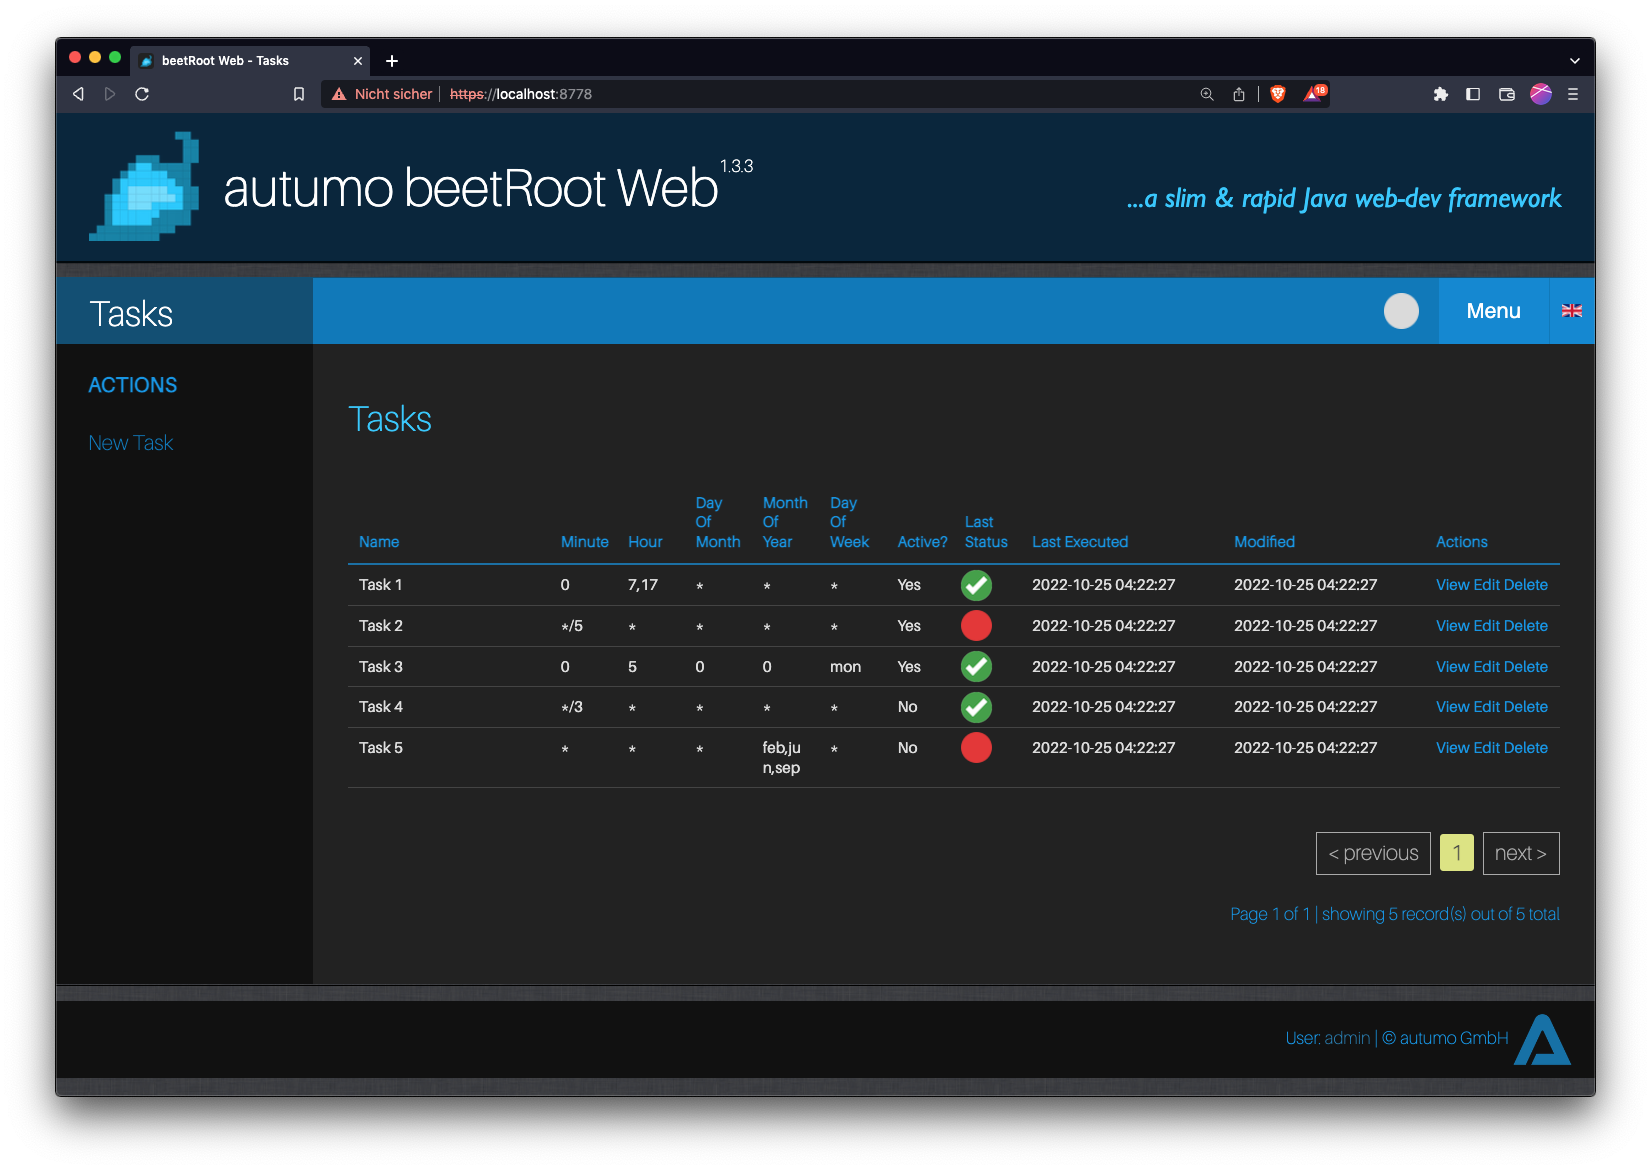 beetRoot Web - Tasks
Nicht sicher https://localhost:8778
18
autumo beetRoot Web 1.3.3
...a slim & rapid Java web-dev framework
Tasks
Menu
ACTIONS
New Task
Tasks
Name Minute Hour Day Of Month Month Of Year Day Of Week Active? Last Status Last Executed Modified Actions
Task 1 0 7,17 * * * Yes 2022-10-25 04:22:27 2022-10-25 04:22:27 View Edit Delete
Task 2 */5 * * * * Yes 2022-10-25 04:22:27 2022-10-25 04:22:27 View Edit Delete
Task 3 0 5 0 0 mon Yes 2022-10-25 04:22:27 2022-10-25 04:22:27 View Edit Delete
Task 4 */3 * * * * No 2022-10-25 04:22:27 2022-10-25 04:22:27 View Edit Delete
Task 5 * * * feb,ju * No 2022-10-25 04:22:27 2022-10-25 04:22:27 View Edit Delete
n,sep
< previous 1 next >
Page 1 of 1 | showing 5 record(s) out of 5 total
User: admin | © autumo GmbH